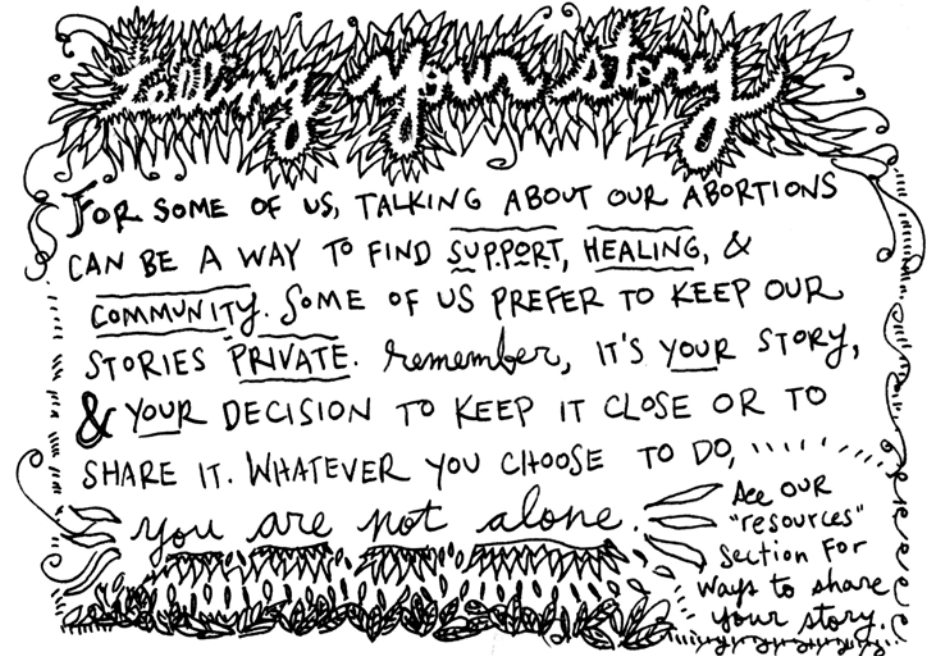 telling your story
FOR SOME OF US, TALKING ABOUT OUR ABORTIONS
CAN BE A WAY TO FIND SUPPORT, HEALING, &
COMMUNITY. SOME OF US PREFER TO KEEP OUR
STORIES PRIVATE. remember, IT'S YOUR STORY,
& YOUR DECISION TO KEEP IT CLOSE OR TO
SHARE IT. WHATEVER YOU CHOOSE TO DO,
you are not alone.
See OUR
"resources"
Section FOR
ways to share
your story.